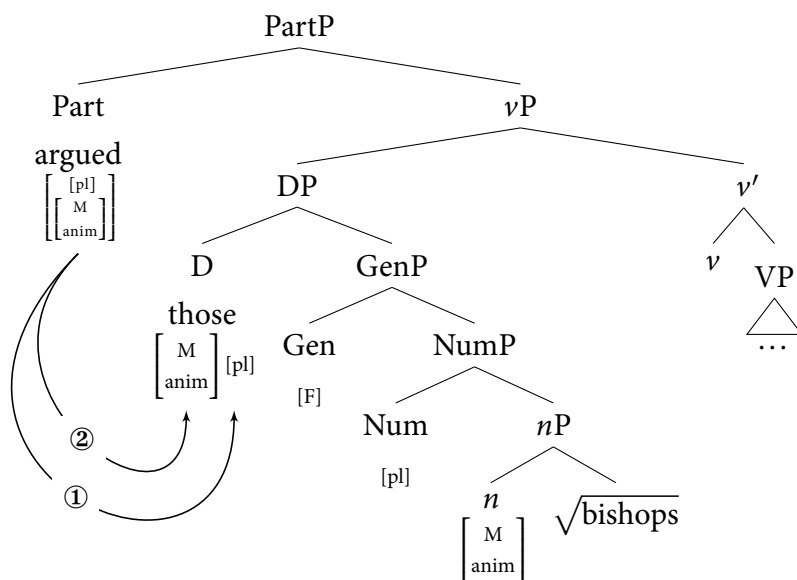 PartP
Part vP
argued
[pl]
M
anim
DP v′
D GenP v VP
those
M
anim
[pl]
Gen NumP
…
[F]
② Num nP
[pl]
① n √bishops
M
anim